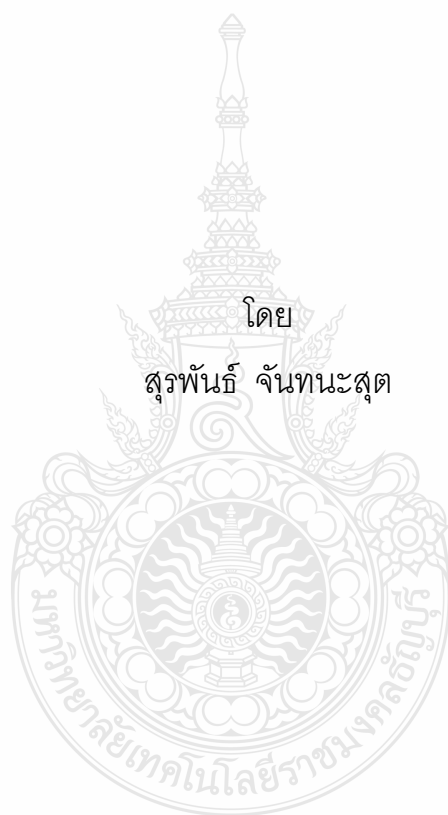 โดย
สุรพันธ์ จันทนะสุต
มหาวิทยาลัยเทคโนโลยีราชมงคลธัญบุรี